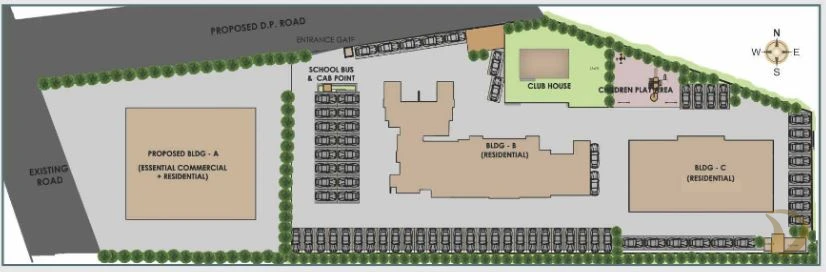 PROPOSED D.P. ROAD
ENTRANCE GATE
SCHOOL BUS
& CAB POINT
CLUB HOUSE
CHILDREN PLAY AREA
N
W E
S
EXISTING
ROAD
PROPOSED BLDG - A
(ESSENTIAL COMMERCIAL
+ RESIDENTIAL)
BLDG - B
(RESIDENTIAL)
BLDG - C
(RESIDENTIAL)